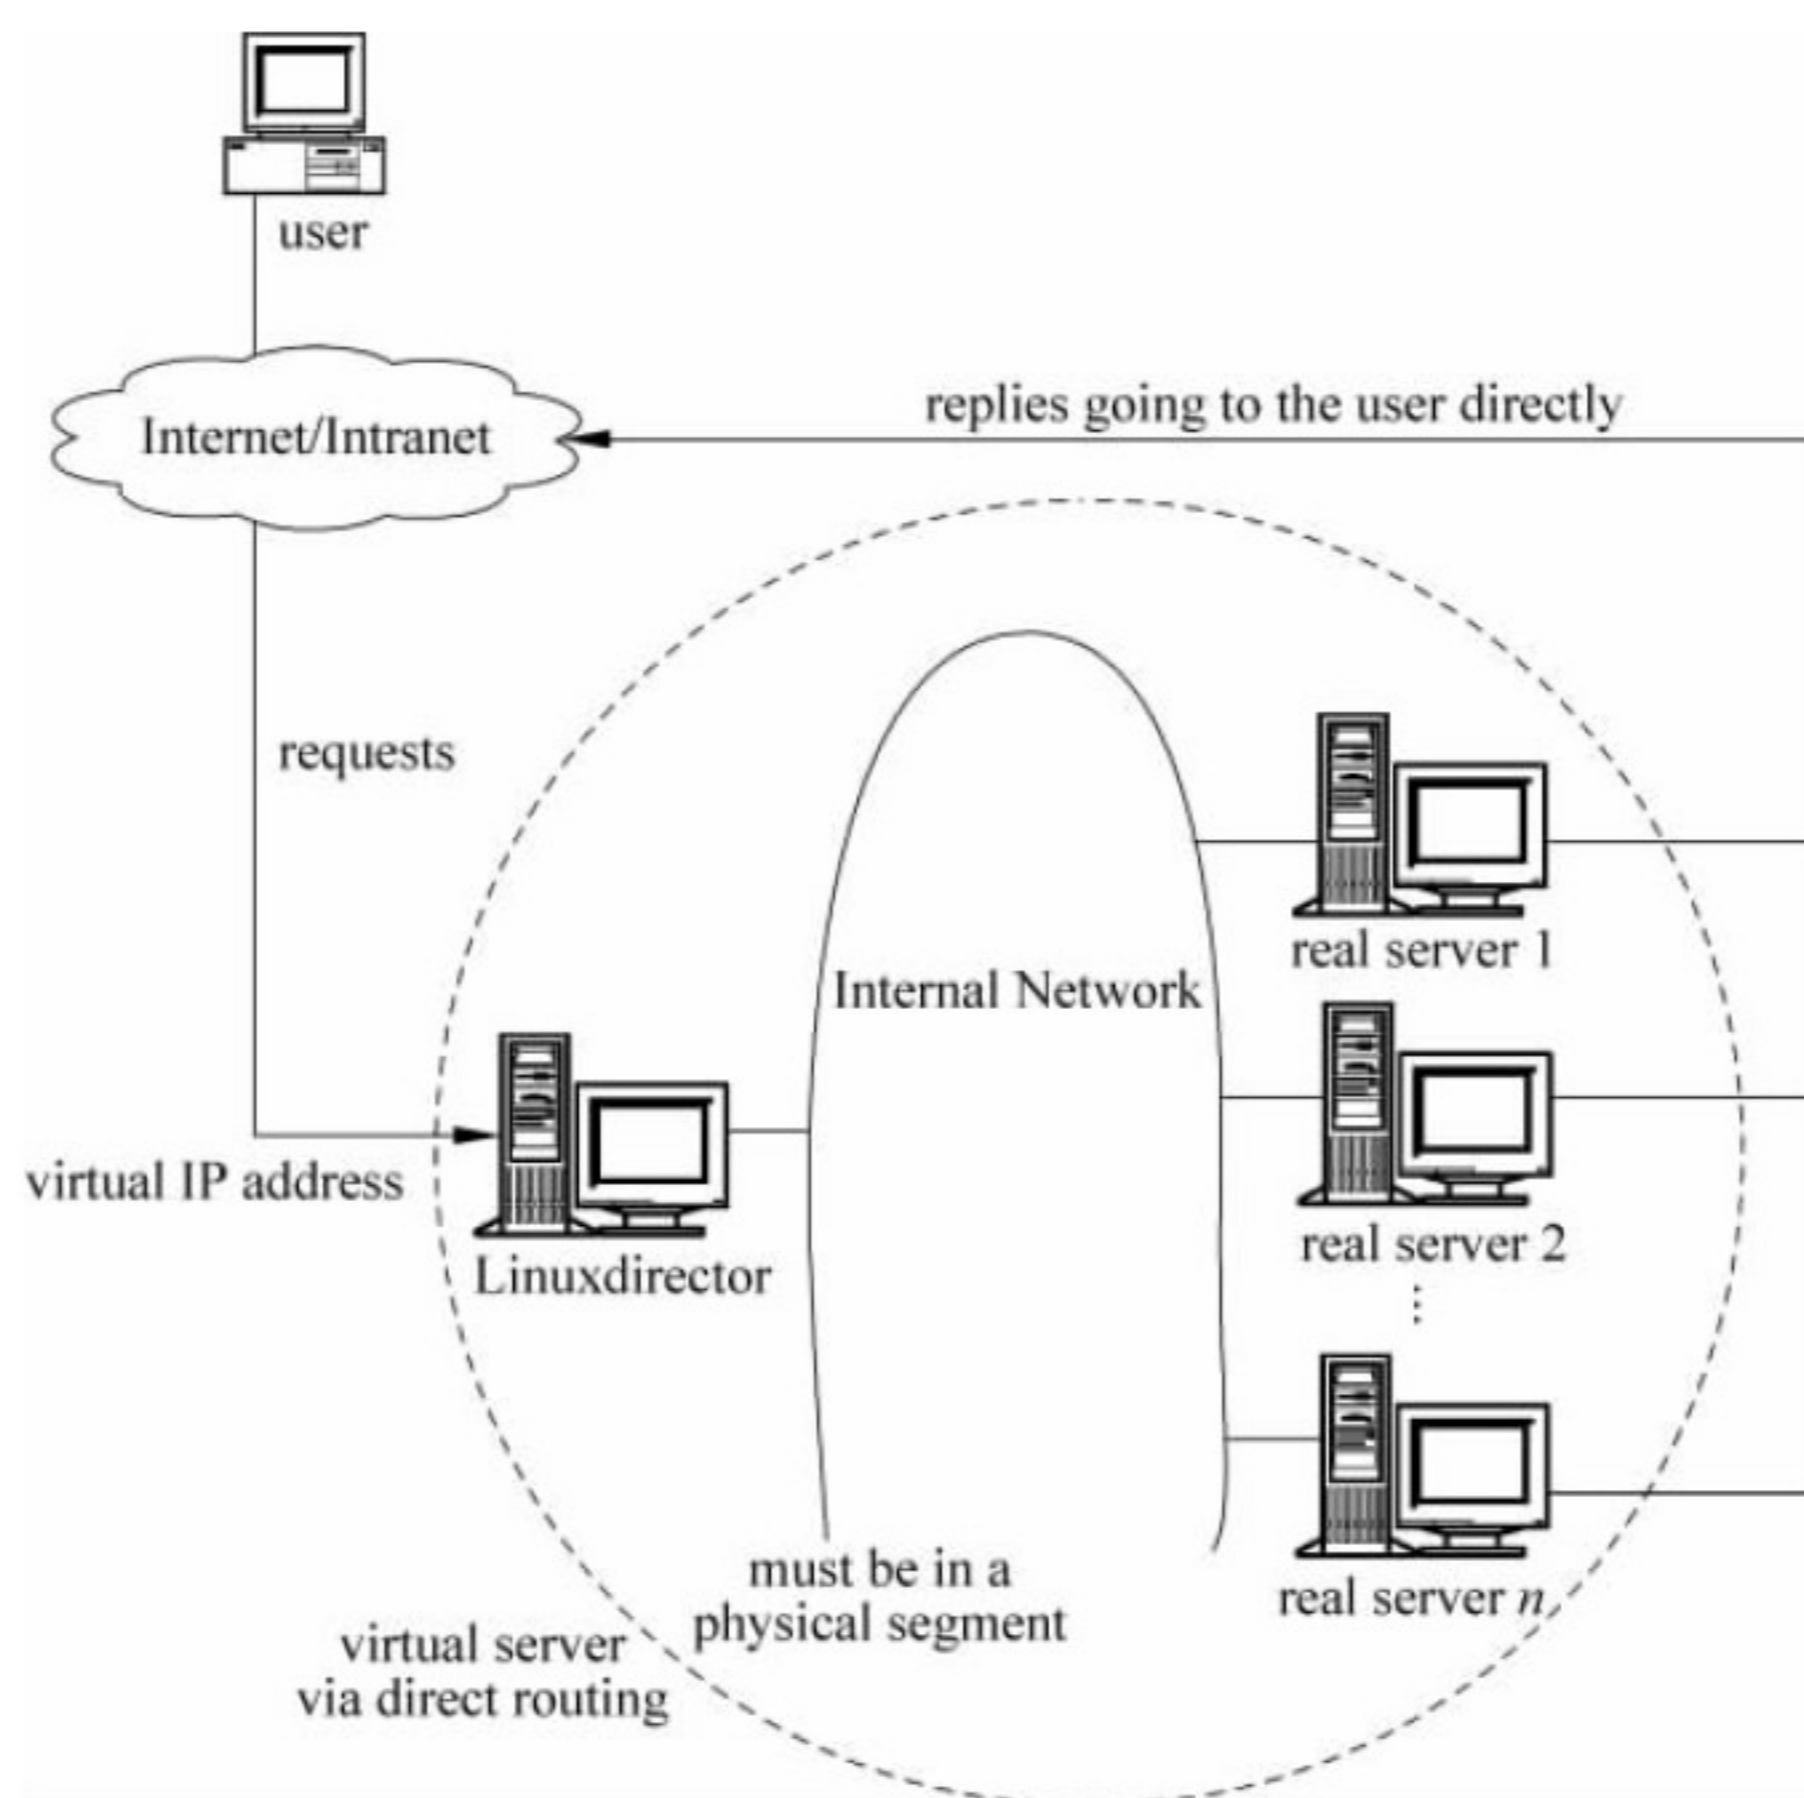 user
Internet/Intranet
replies going to the user directly
requests
real server 1
Internal Network
virtual IP address
Linuxdirector
real server 2
must be in a
physical segment
real server n
virtual server
via direct routing